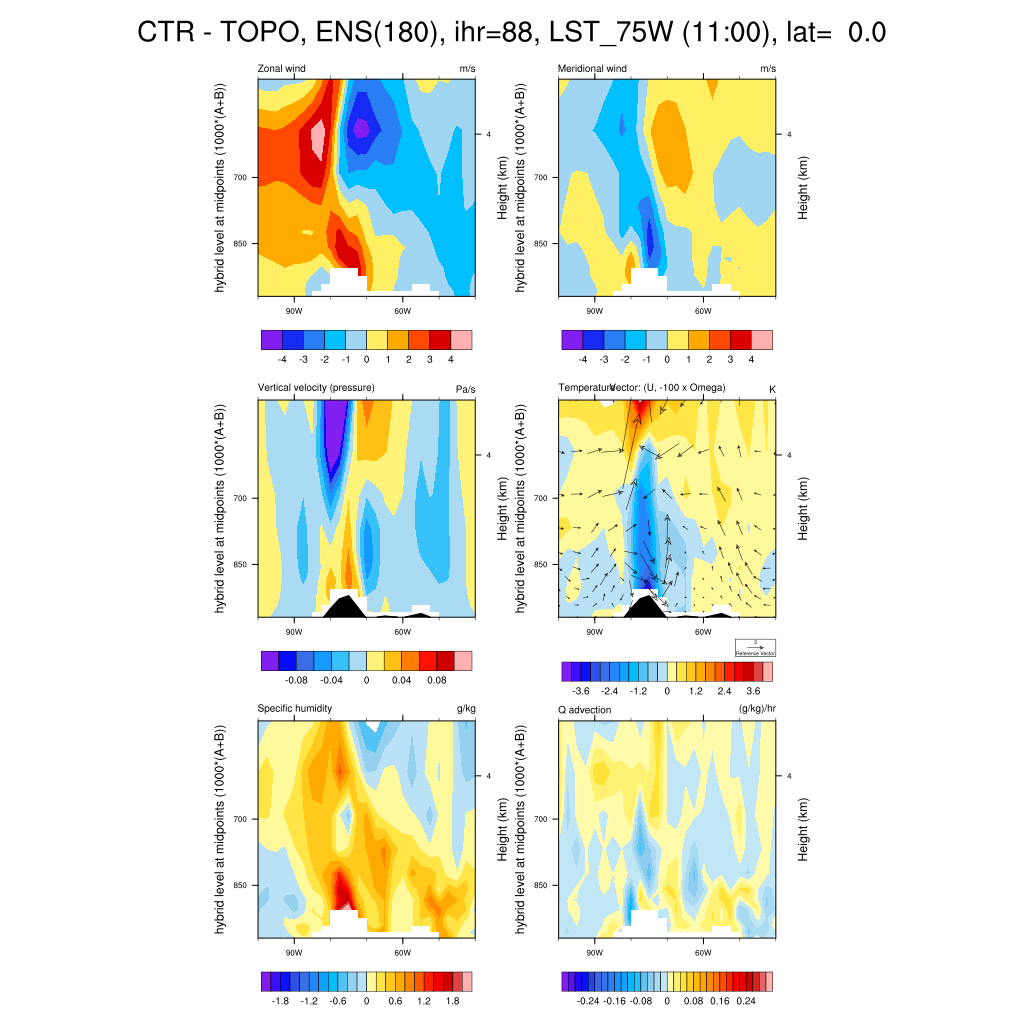 CTR - TOPO, ENS(180), ihr=88, LST_75W (11:00), lat=  0.0
Zonal wind m/s
hybrid level at midpoints (1000*(A+B))
700
850
4
Height (km)
90W 60W
-4 -3 -2 -1 0 1 2 3 4
Meridional wind m/s
hybrid level at midpoints (1000*(A+B))
700
850
4
Height (km)
90W 60W
-4 -3 -2 -1 0 1 2 3 4
Vertical velocity (pressure) Pa/s
hybrid level at midpoints (1000*(A+B))
700
850
4
Height (km)
90W 60W
-0.08 -0.04 0 0.04 0.08
Temperature Vector: (U, -100 x Omega) K
hybrid level at midpoints (1000*(A+B))
700
850
4
Height (km)
90W 60W
3
Reference Vector
-3.6 -2.4 -1.2 0 1.2 2.4 3.6
Specific humidity g/kg
hybrid level at midpoints (1000*(A+B))
700
850
4
Height (km)
90W 60W
-1.8 -1.2 -0.6 0 0.6 1.2 1.8
Q advection (g/kg)/hr
hybrid level at midpoints (1000*(A+B))
700
850
4
Height (km)
90W 60W
-0.24 -0.16 -0.08 0 0.08 0.16 0.24